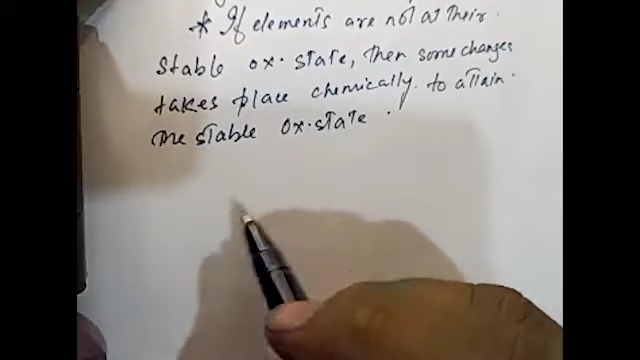 * If elements are not at their
stable ox. state, then some changes
takes place chemically. to attain.
the stable ox. state.